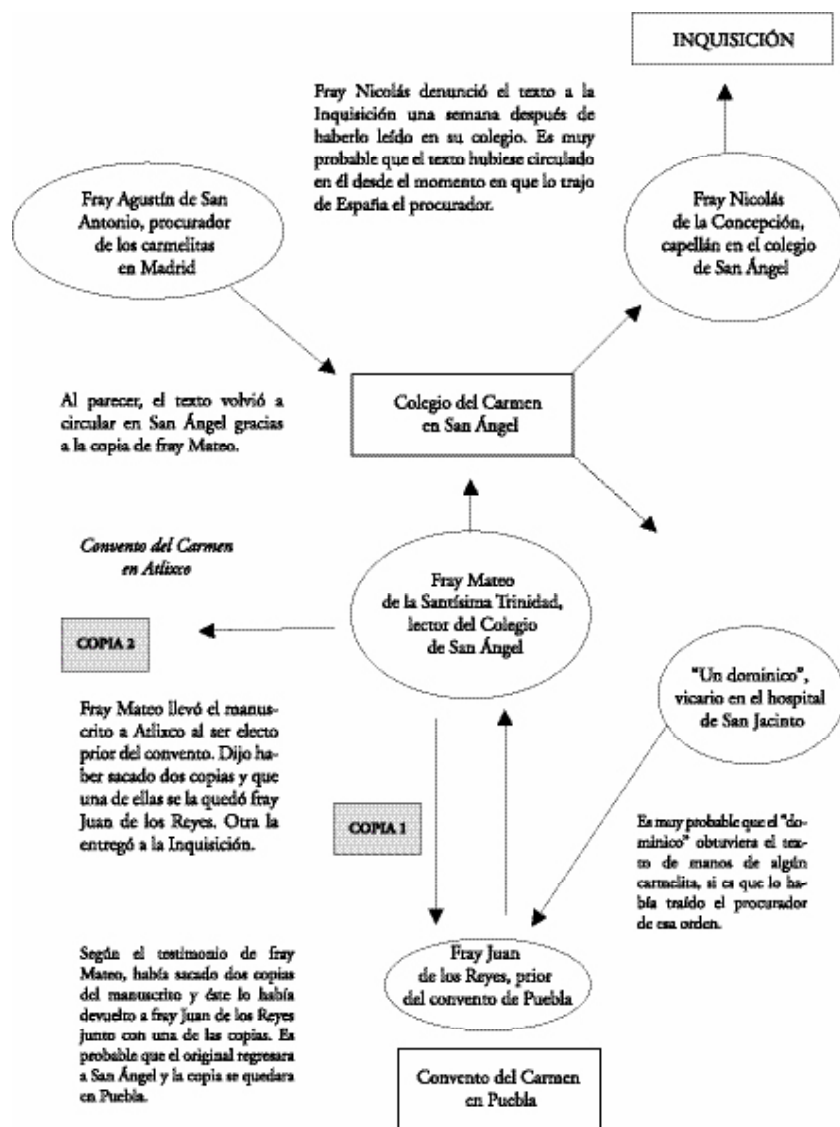 INQUISICIÓN
Fray Nicolás denunció el texto a la
Inquisición una semana después de
haberlo leído en su colegio. Es muy
probable que el texto hubiese circulado
en él desde el momento en que lo trajo
de España el procurador.
Fray Agustín de San
Antonio, procurador
de los carmelitas
en Madrid
Fray Nicolás
de la Concepción,
capellán en el colegio
de San Ángel
Al parecer, el texto volvió a
circular en San Ángel gracias
a la copia de fray Mateo.
Colegio del Carmen
en San Ángel
Convento del Carmen
en Atlixco
Fray Mateo
de la Santísima Trinidad,
lector del Colegio
de San Ángel
COPIA 2
"Un dominico",
vicario en el hospital
de San Jacinto
Fray Mateo llevó el manus-
crito a Atlixco al ser electo
prior del convento. Dijo ha-
ber sacado dos copias y que
una de ellas se la quedó fray
Juan de los Reyes. Otra la
entregó a la Inquisición.
COPIA 1
Es muy probable que el "do-
minico" obtuviera el tex-
to de manos de algún
carmelita, si es que lo ha-
bía traído el procurador
de esa orden.
Según el testimonio de fray
Mateo, había sacado dos copias
del manuscrito y éste lo había
devuelto a fray Juan de los Reyes
junto con una de las copias. Es
probable que el original regresara
a San Ángel y la copia se quedara
en Puebla.
Fray Juan
de los Reyes, prior
del convento de Puebla
Convento del Carmen
en Puebla